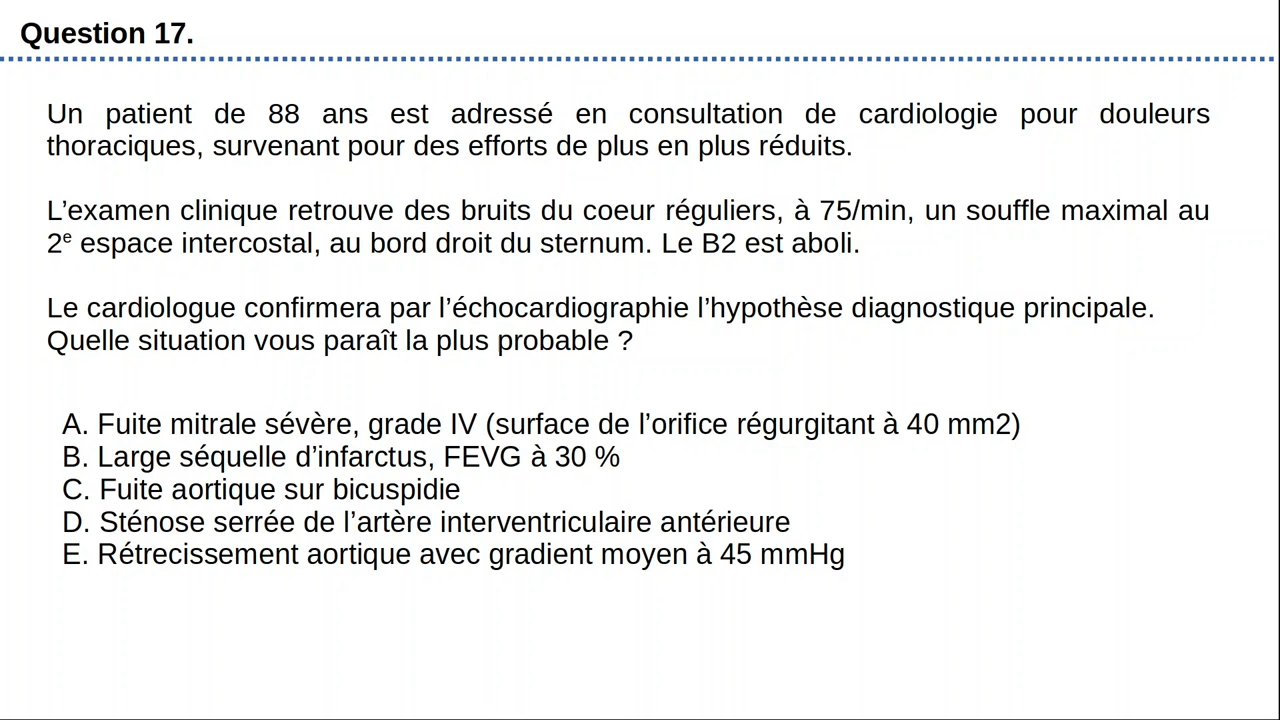 Question 17.
Un patient de 88 ans est adressé en consultation de cardiologie pour douleurs
thoraciques, survenant pour des efforts de plus en plus réduits.
L’examen clinique retrouve des bruits du coeur réguliers, à 75/min, un souffle maximal au
2e espace intercostal, au bord droit du sternum. Le B2 est aboli.
Le cardiologue confirmera par l’échocardiographie l’hypothèse diagnostique principale.
Quelle situation vous paraît la plus probable ?
A. Fuite mitrale sévère, grade IV (surface de l’orifice régurgitant à 40 mm2)
B. Large séquelle d’infarctus, FEVG à 30 %
C. Fuite aortique sur bicuspidie
D. Sténose serrée de l’artère interventriculaire antérieure
E. Rétrecissement aortique avec gradient moyen à 45 mmHg